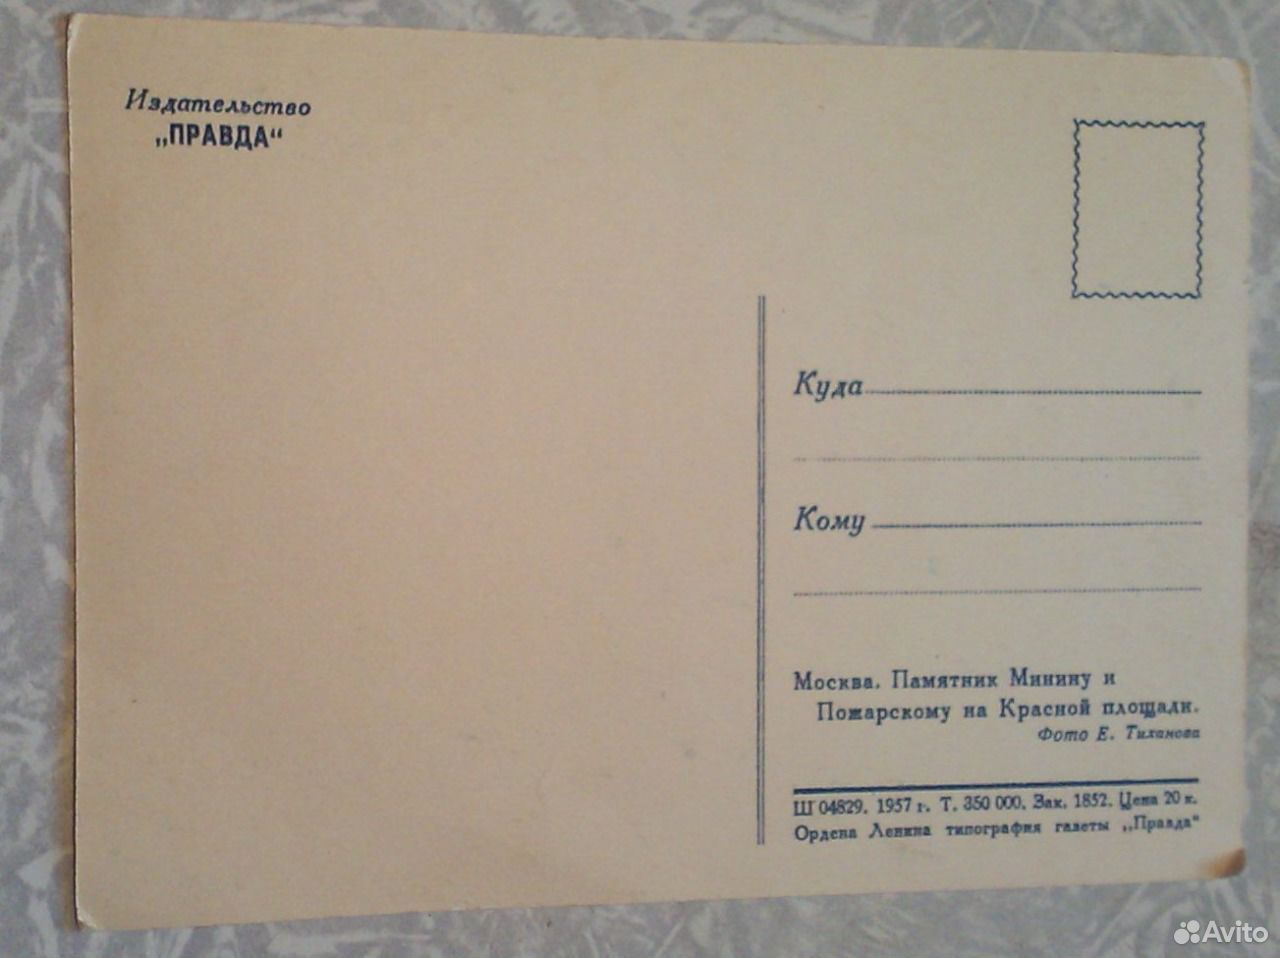 Издательство
„ПРАВДА“
Куда
Кому
Москва. Памятник Минину и
Пожарскому на Красной площади.
Фото Е. Тиханова
Ш 04829. 1957 г. Т. 350 000. Зак. 1852. Цена 20 к.
Ордена Ленина типография газеты „Правда“
Avito